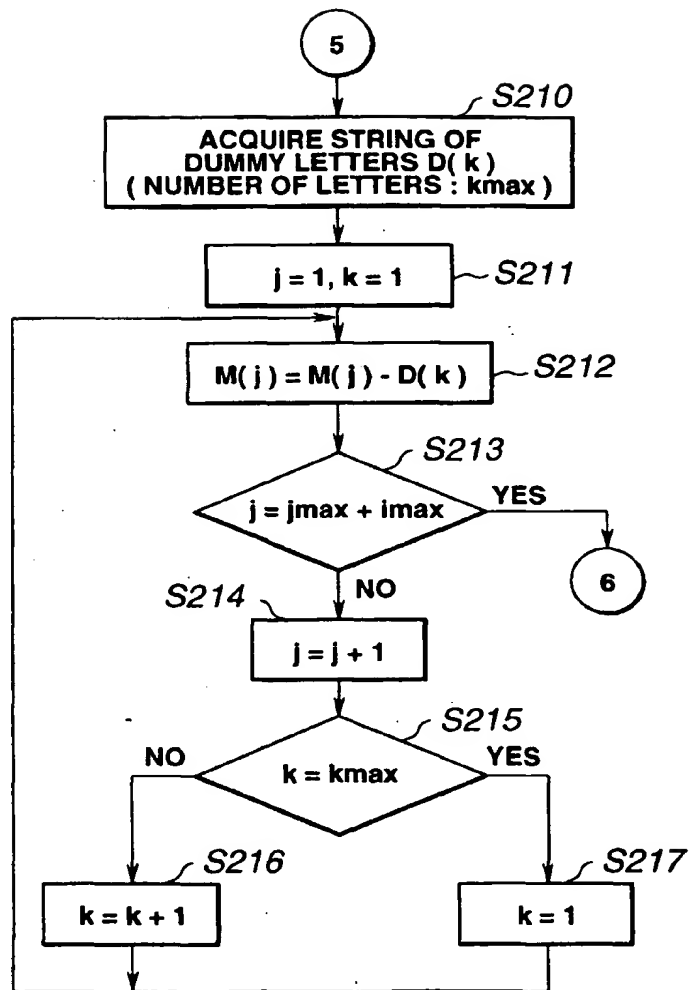 5
S210
ACQUIRE STRING OF
DUMMY LETTERS D( k )
( NUMBER OF LETTERS : kmax )
j = 1, k = 1
S211
M( j ) = M( j ) - D( k )
S212
S213
j = jmax + imax
YES
6
NO
S214
j = j + 1
S215
NO
k = kmax
YES
S216
S217
k = k + 1
k = 1